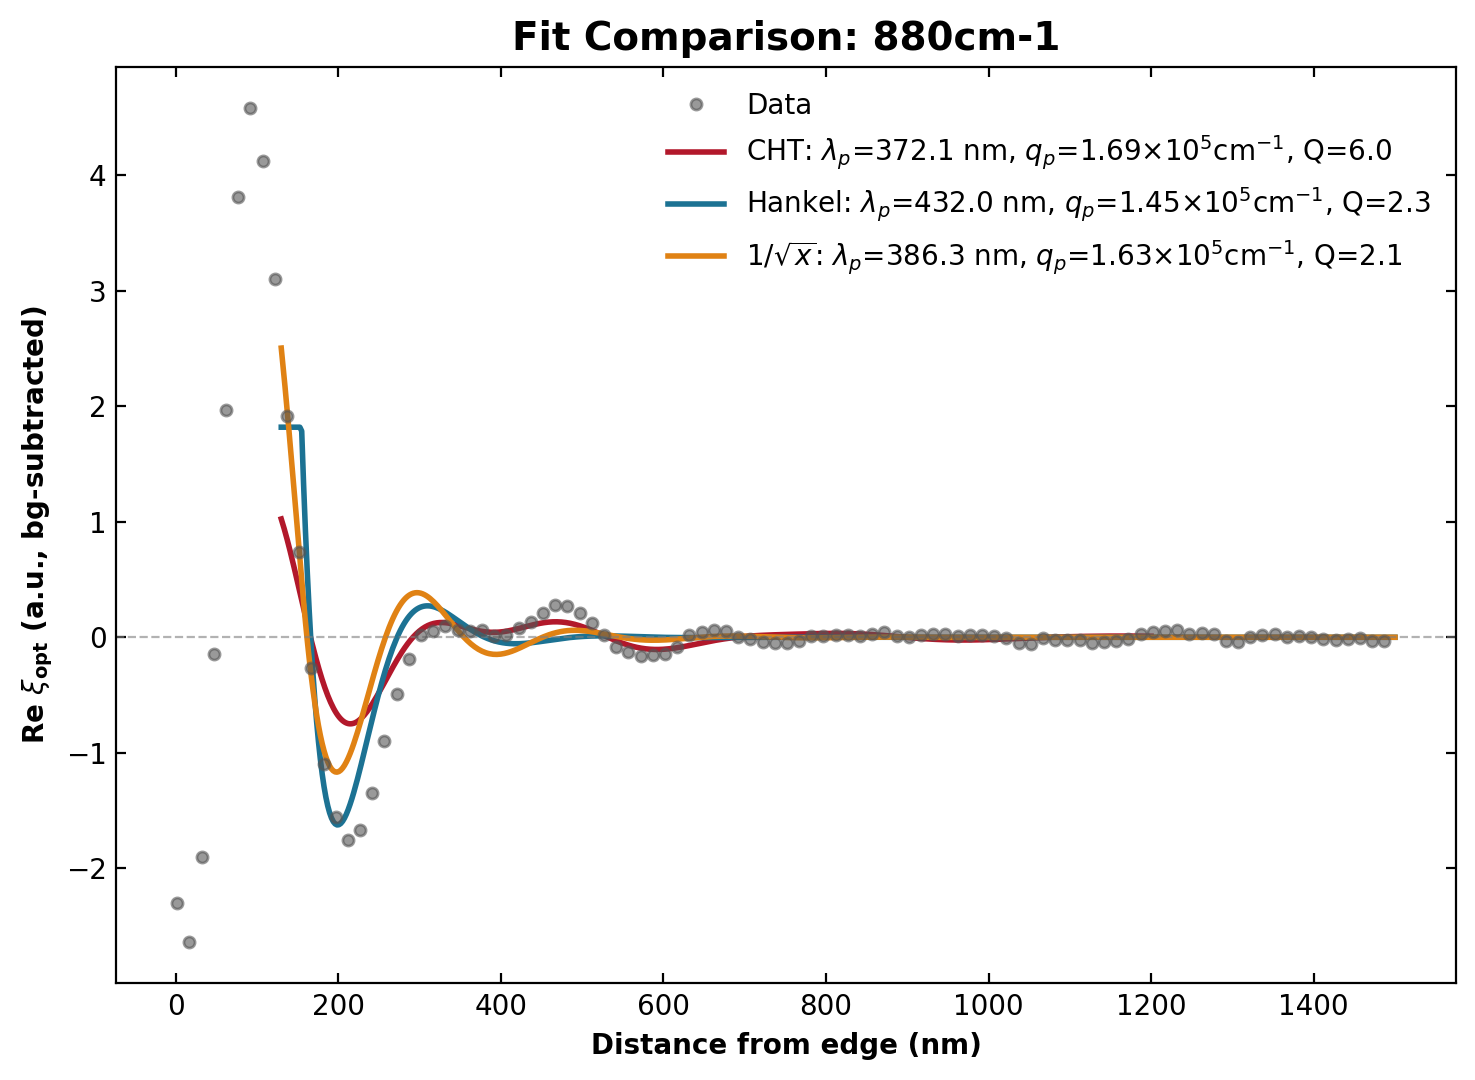 Fit Comparison: 880cm-1
Data
CHT: λp=372.1 nm, qp=1.69×10⁵cm⁻¹, Q=6.0
Hankel: λp=432.0 nm, qp=1.45×10⁵cm⁻¹, Q=2.3
1/√x: λp=386.3 nm, qp=1.63×10⁵cm⁻¹, Q=2.1
Re ξopt (a.u., bg-subtracted)
4
3
2
1
0
−1
−2
0 200 400 600 800 1000 1200 1400
Distance from edge (nm)